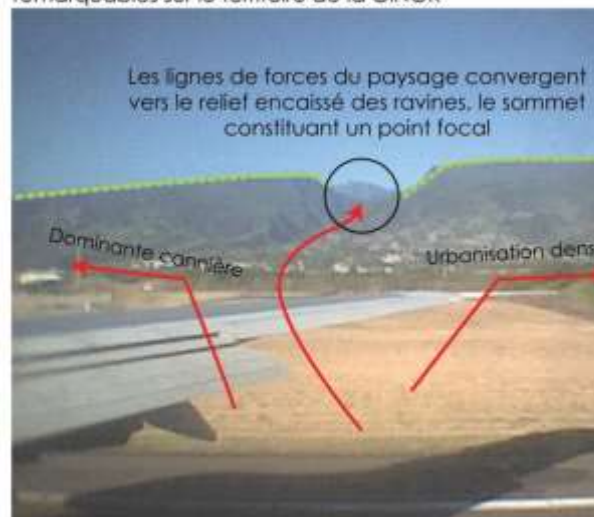 remarquables sur le territoire de la
Les lignes de forces du paysage convergent
vers le relief encaissé des ravines, le sommet
constituant un point focal
Dominante cannière
Urbanisation dens